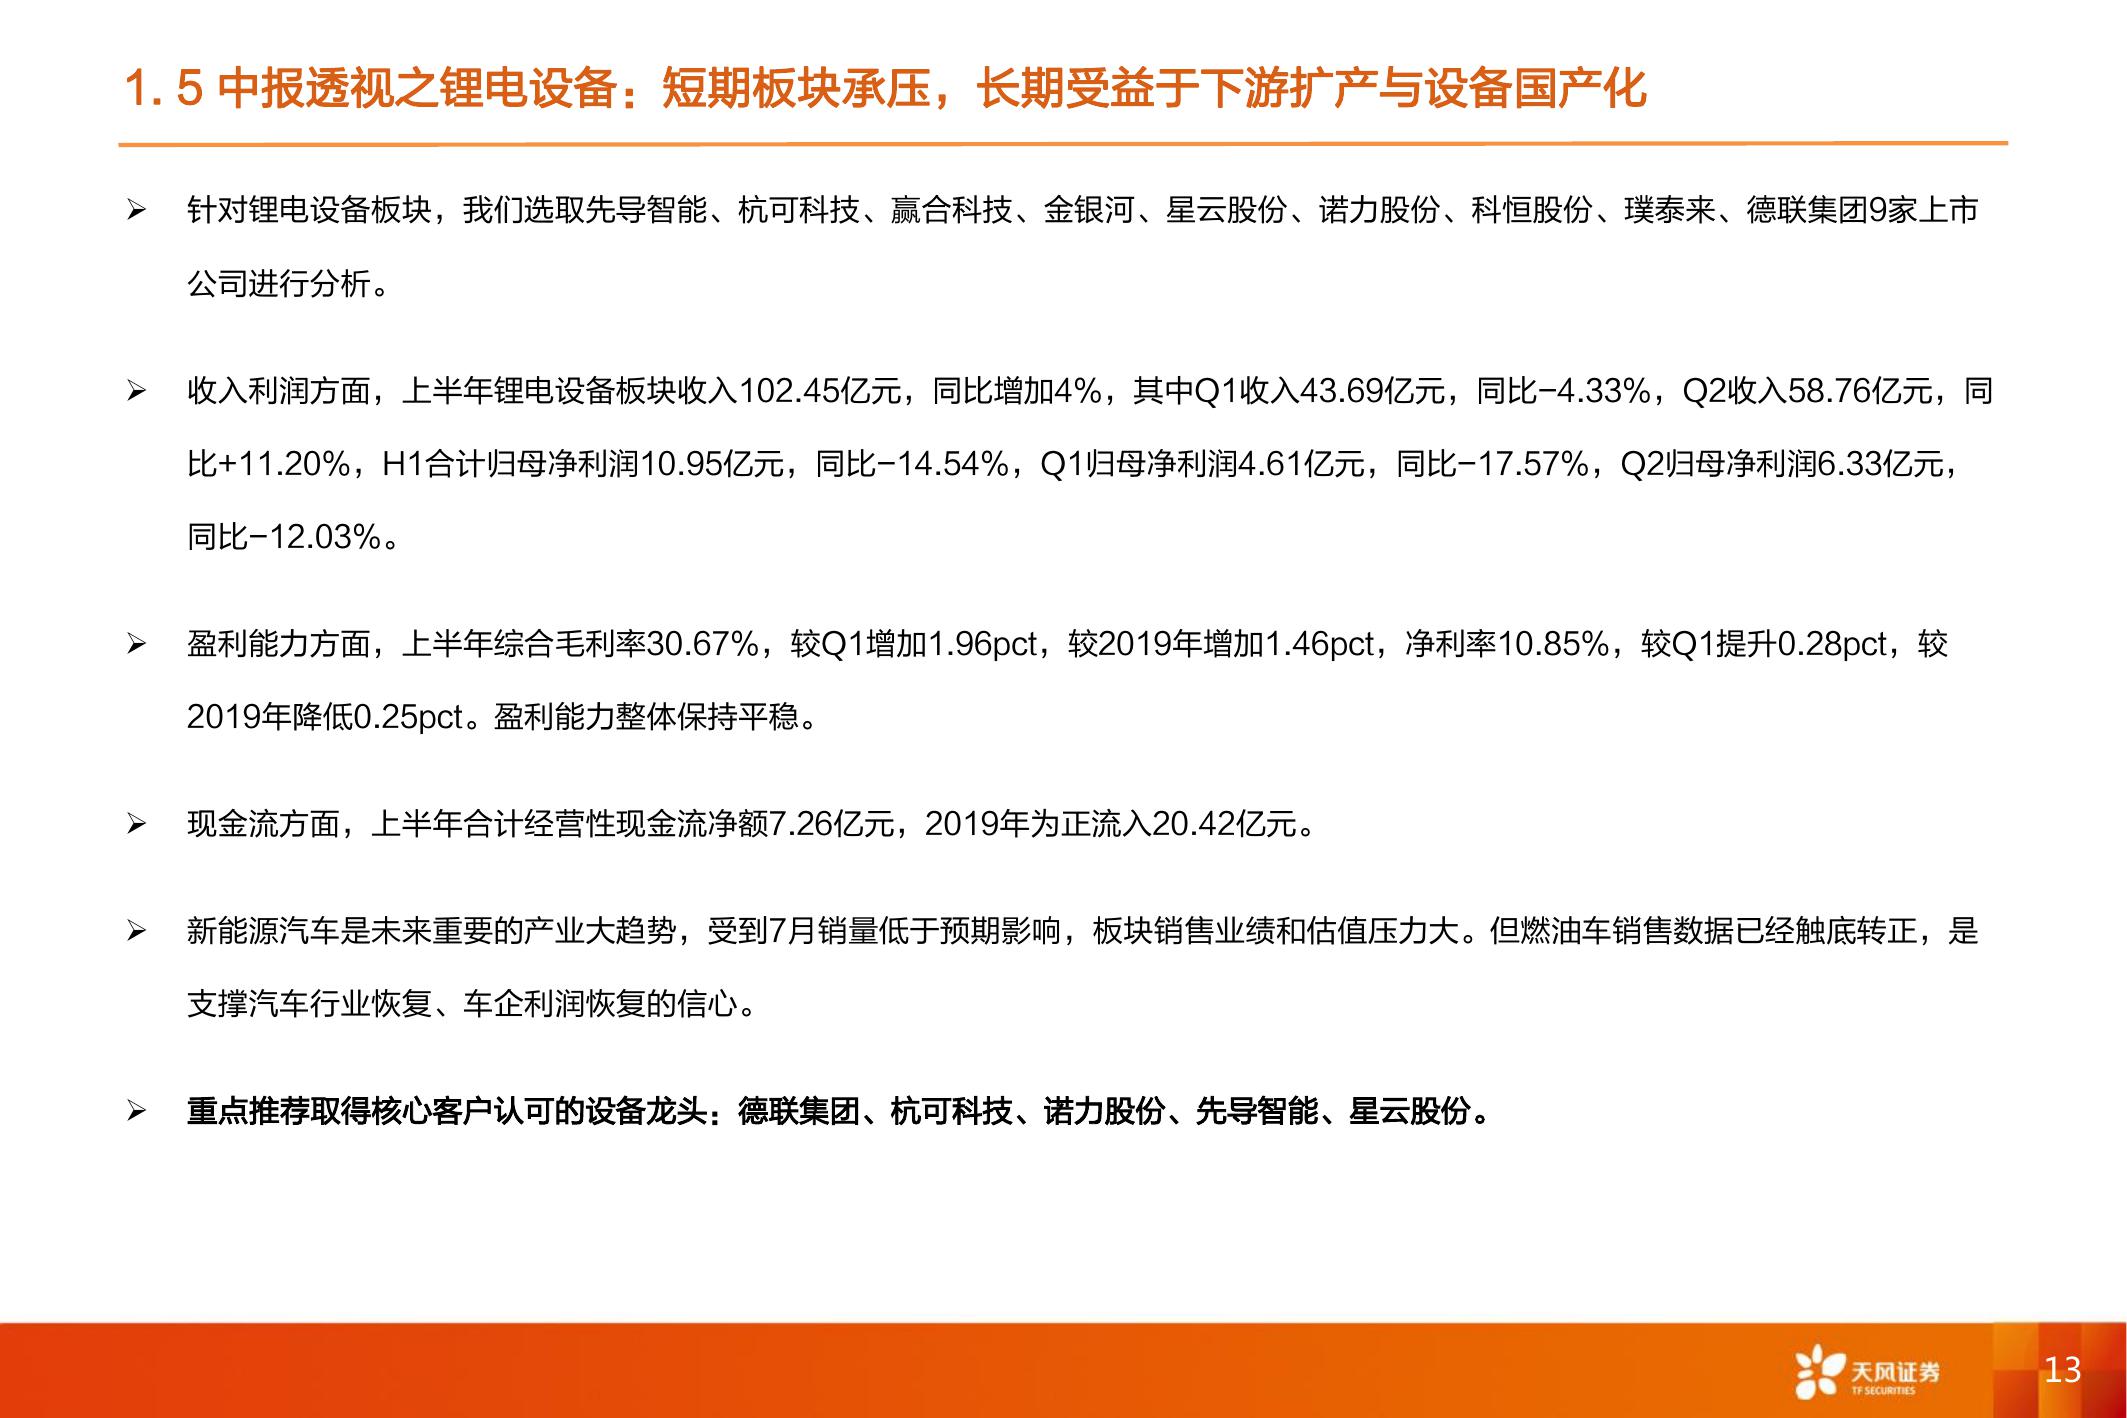 1. 5 中报透视之锂电设备：短期板块承压，长期受益于下游扩产与设备国产化
➢ 针对锂电设备板块，我们选取先导智能、杭可科技、赢合科技、金银河、星云股份、诺力股份、科恒股份、璞泰来、德联集团9家上市
公司进行分析。
➢ 收入利润方面，上半年锂电设备板块收入102.45亿元，同比增加4%，其中Q1收入43.69亿元，同比-4.33%，Q2收入58.76亿元，同
比+11.20%，H1合计归母净利润10.95亿元，同比-14.54%，Q1归母净利润4.61亿元，同比-17.57%，Q2归母净利润6.33亿元，
同比-12.03%。
➢ 盈利能力方面，上半年综合毛利率30.67%，较Q1增加1.96pct，较2019年增加1.46pct，净利率10.85%，较Q1提升0.28pct，较
2019年降低0.25pct。盈利能力整体保持平稳。
➢ 现金流方面，上半年合计经营性现金流净额7.26亿元，2019年为正流入20.42亿元。
➢ 新能源汽车是未来重要的产业大趋势，受到7月销量低于预期影响，板块销售业绩和估值压力大。但燃油车销售数据已经触底转正，是
支撑汽车行业恢复、车企利润恢复的信心。
➢ 重点推荐取得核心客户认可的设备龙头：德联集团、杭可科技、诺力股份、先导智能、星云股份。
天风证券
TF SECURITIES
13